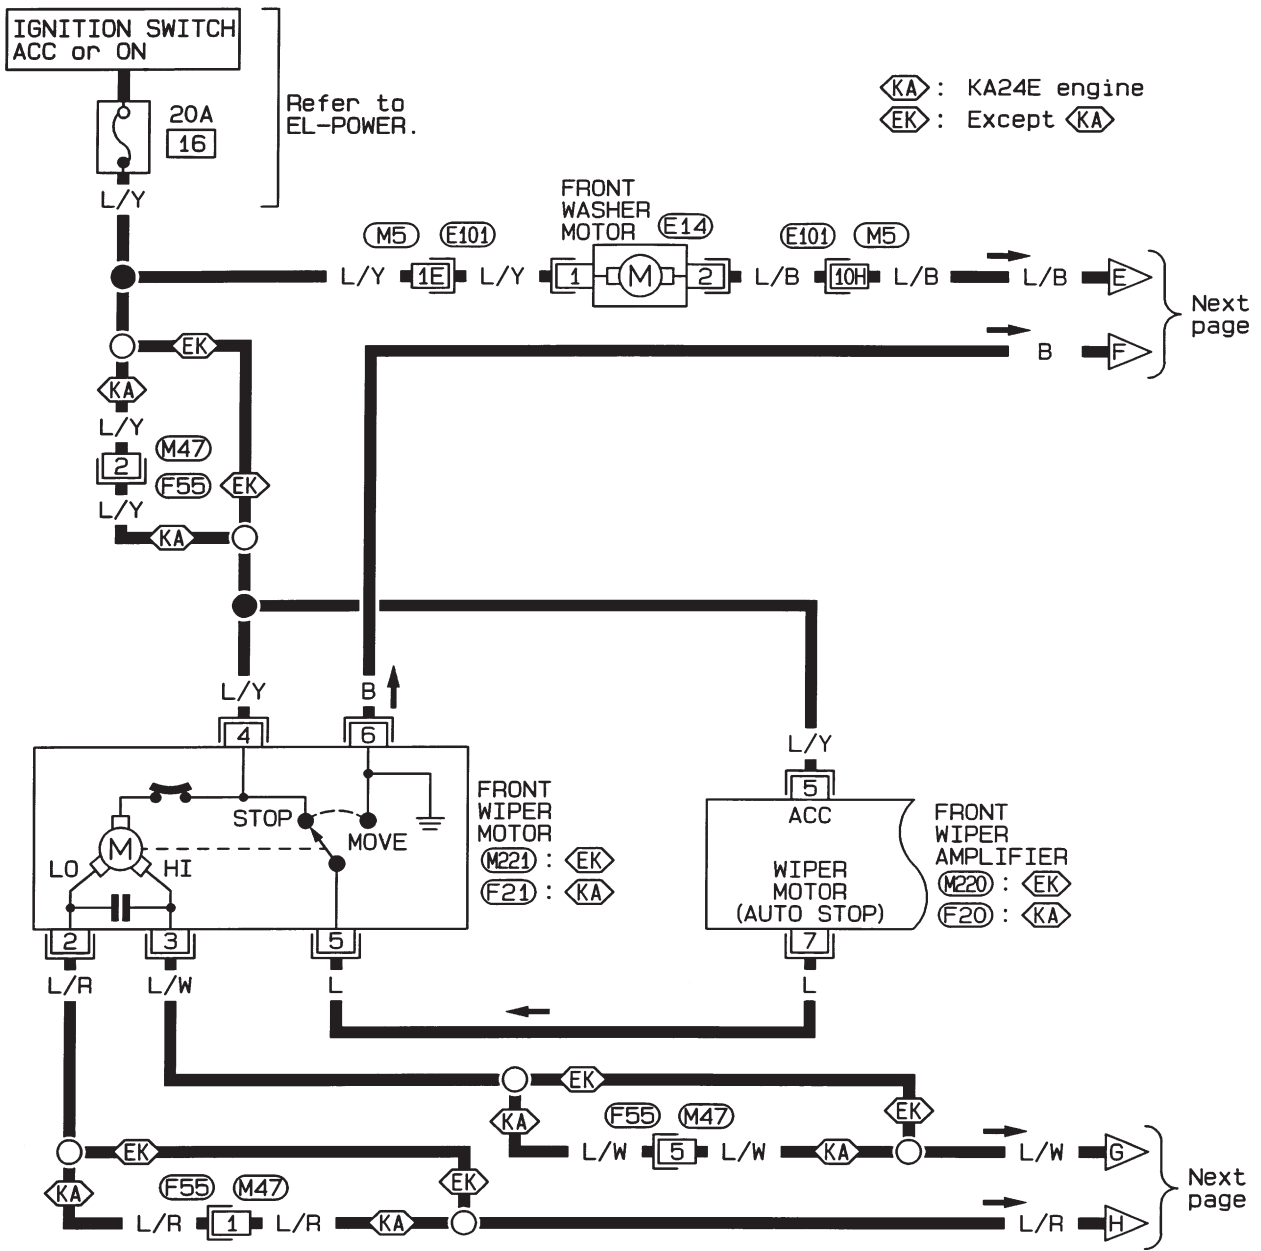 IGNITION SWITCH
ACC or ON
20A
16
Refer to
EL-POWER.
KA : KA24E engine
EK : Except KA
L/Y
FRONT
WASHER
MOTOR
E14
M5
E101
E101
M5
L/Y
1E
L/Y
1
M
2
L/B
10H
L/B
L/B
E
Next
page
EK
B
F
KA
L/Y
M47
2
F55
EK
L/Y
KA
L/Y
B
4
6
L/Y
5
STOP
MOVE
M
LO
HI
FRONT
WIPER
MOTOR
M221 : EK
F21 : KA
ACC
WIPER
MOTOR
(AUTO STOP)
FRONT
WIPER
AMPLIFIER
M220 : EK
F20 : KA
2
3
5
7
L/R
L/W
L
L
EK
EK
KA
F55
M47
L/W
5
L/W
KA
L/W
G
EK
EK
KA
F55
M47
L/R
1
L/R
KA
L/R
H
Next
page